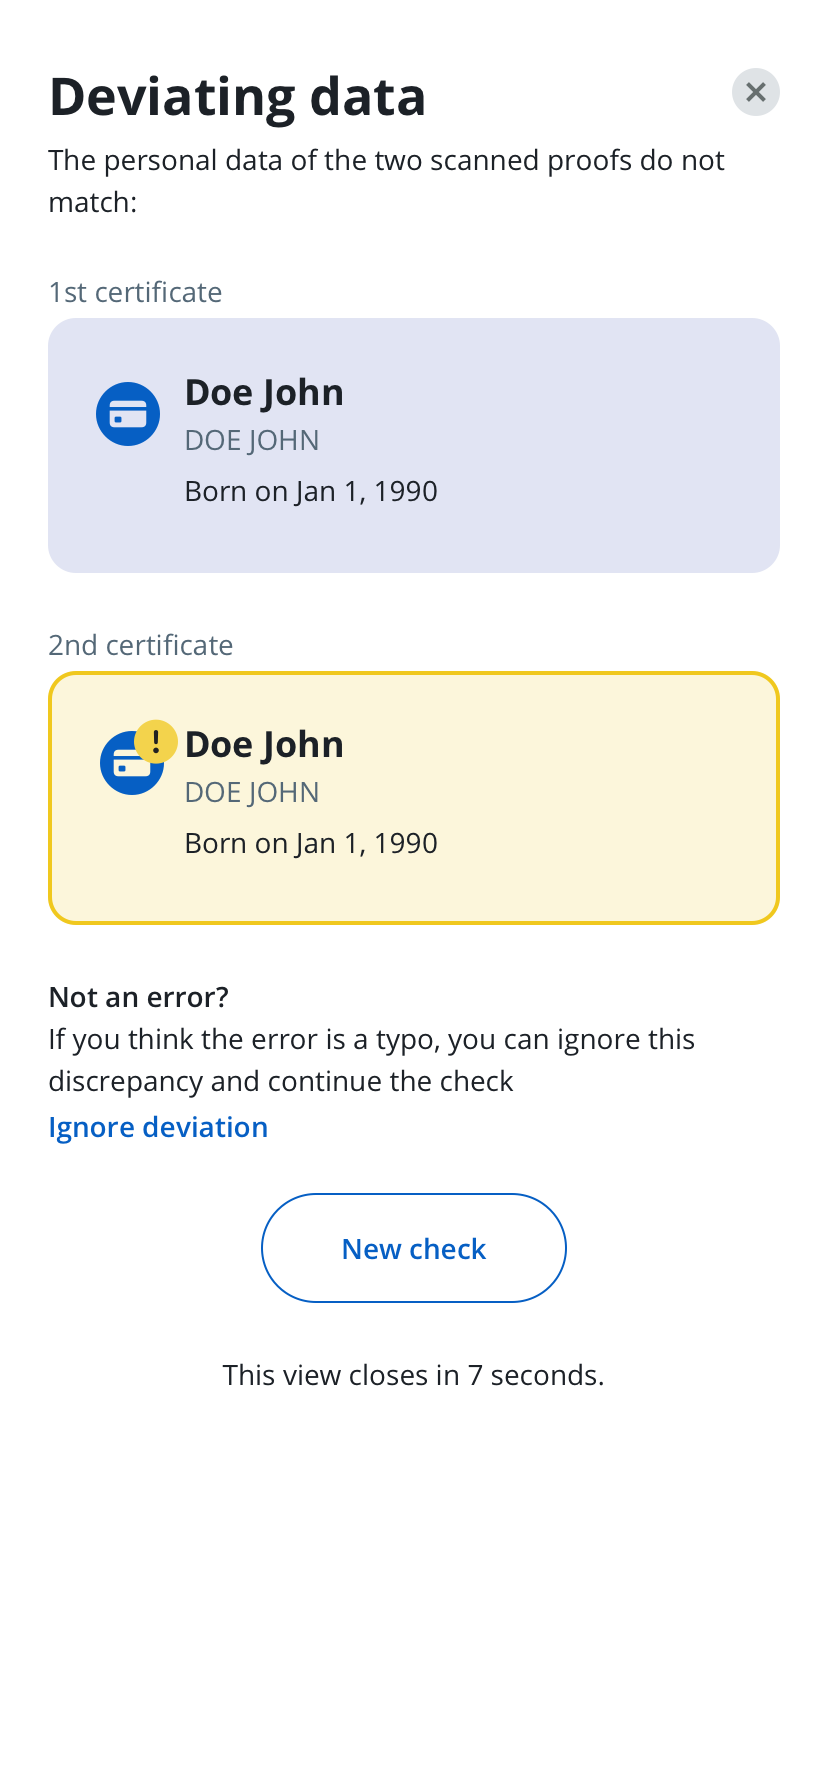 Deviating data
The personal data of the two scanned proofs do not
match:
1st certificate
Doe John
DOE JOHN
Born on Jan 1, 1990
2nd certificate
!
Doe John
DOE JOHN
Born on Jan 1, 1990
Not an error?
If you think the error is a typo, you can ignore this
discrepancy and continue the check
Ignore deviation
New check
This view closes in 7 seconds.